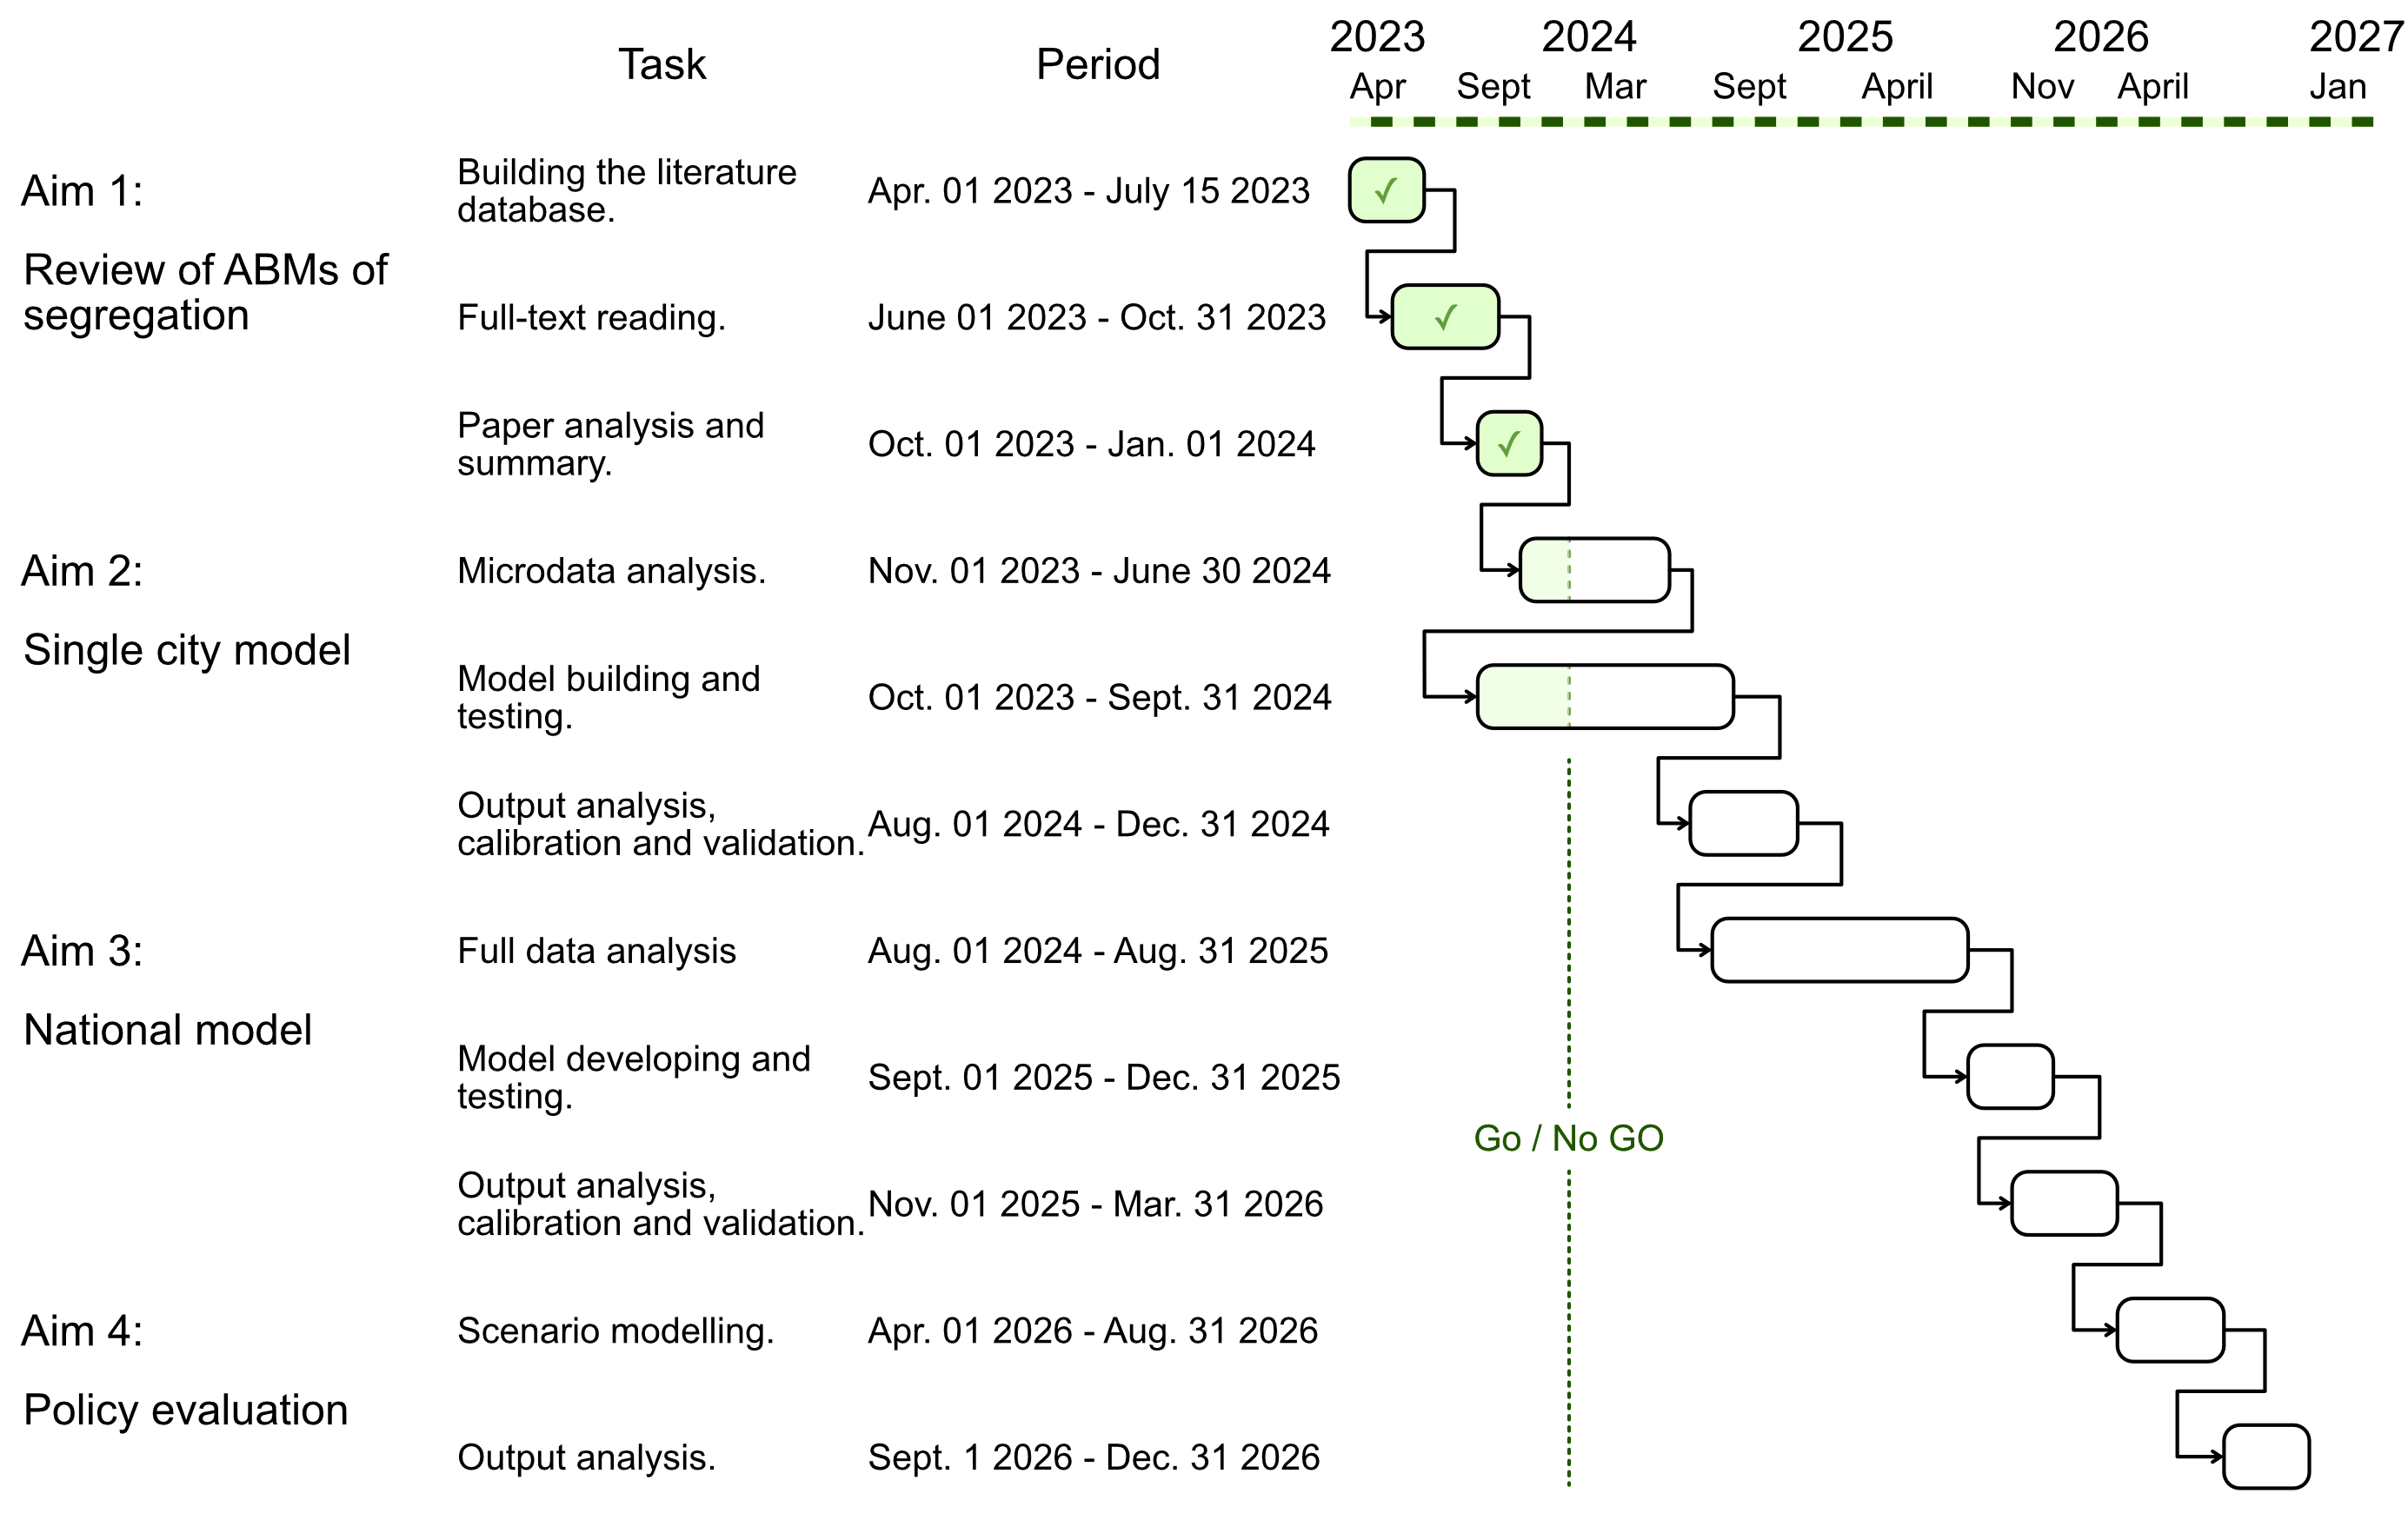 Task Period 2023 2024 2025 2026 2027
Apr Sept Mar Sept April Nov April Jan
Aim 1:
Review of ABMs of
segregation
Building the literature
database.
Apr. 01 2023 - July 15 2023
✓
Full-text reading.
June 01 2023 - Oct. 31 2023
✓
Paper analysis and
summary.
Oct. 01 2023 - Jan. 01 2024
✓
Aim 2:
Single city model
Microdata analysis.
Nov. 01 2023 - June 30 2024
Model building and
testing.
Oct. 01 2023 - Sept. 31 2024
Output analysis,
calibration and validation.
Aug. 01 2024 - Dec. 31 2024
Aim 3:
National model
Full data analysis
Aug. 01 2024 - Aug. 31 2025
Model developing and
testing.
Sept. 01 2025 - Dec. 31 2025
Go / No GO
Output analysis,
calibration and validation.
Nov. 01 2025 - Mar. 31 2026
Aim 4:
Policy evaluation
Scenario modelling.
Apr. 01 2026 - Aug. 31 2026
Output analysis.
Sept. 1 2026 - Dec. 31 2026